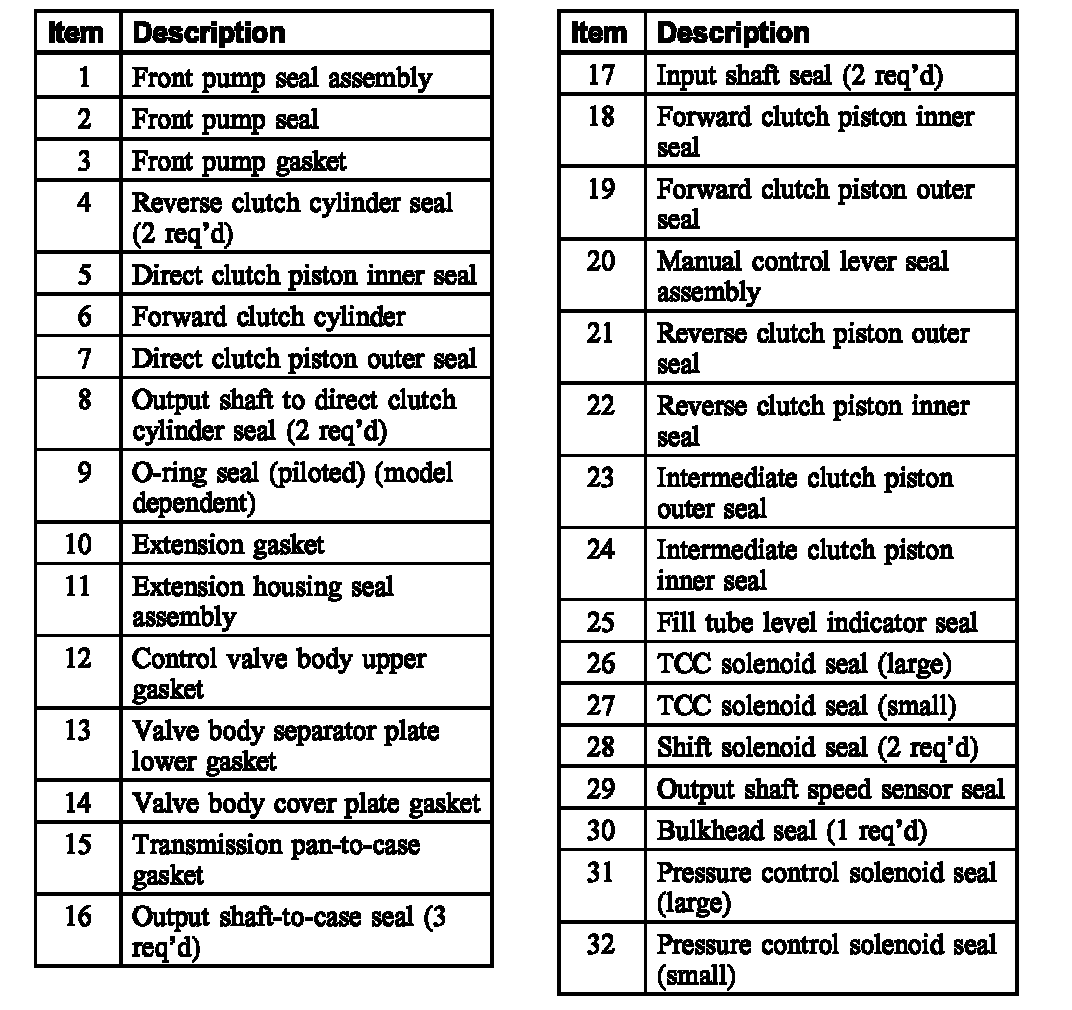 Item Description
1 Front pump seal assembly
2 Front pump seal
3 Front pump gasket
4 Reverse clutch cylinder seal
(2 req'd)
5 Direct clutch piston inner seal
6 Forward clutch cylinder
7 Direct clutch piston outer seal
8 Output shaft to direct clutch
cylinder seal (2 req'd)
9 O-ring seal (piloted) (model
dependent)
10 Extension gasket
11 Extension housing seal
assembly
12 Control valve body upper
gasket
13 Valve body separator plate
lower gasket
14 Valve body cover plate gasket
15 Transmission pan-to-case
gasket
16 Output shaft-to-case seal (3
req'd)
Item Description
17 Input shaft seal (2 req'd)
18 Forward clutch piston inner
seal
19 Forward clutch piston outer
seal
20 Manual control lever seal
assembly
21 Reverse clutch piston outer
seal
22 Reverse clutch piston inner
seal
23 Intermediate clutch piston
outer seal
24 Intermediate clutch piston
inner seal
25 Fill tube level indicator seal
26 TCC solenoid seal (large)
27 TCC solenoid seal (small)
28 Shift solenoid seal (2 req'd)
29 Output shaft speed sensor seal
30 Bulkhead seal (1 req'd)
31 Pressure control solenoid seal
(large)
32 Pressure control solenoid seal
(small)